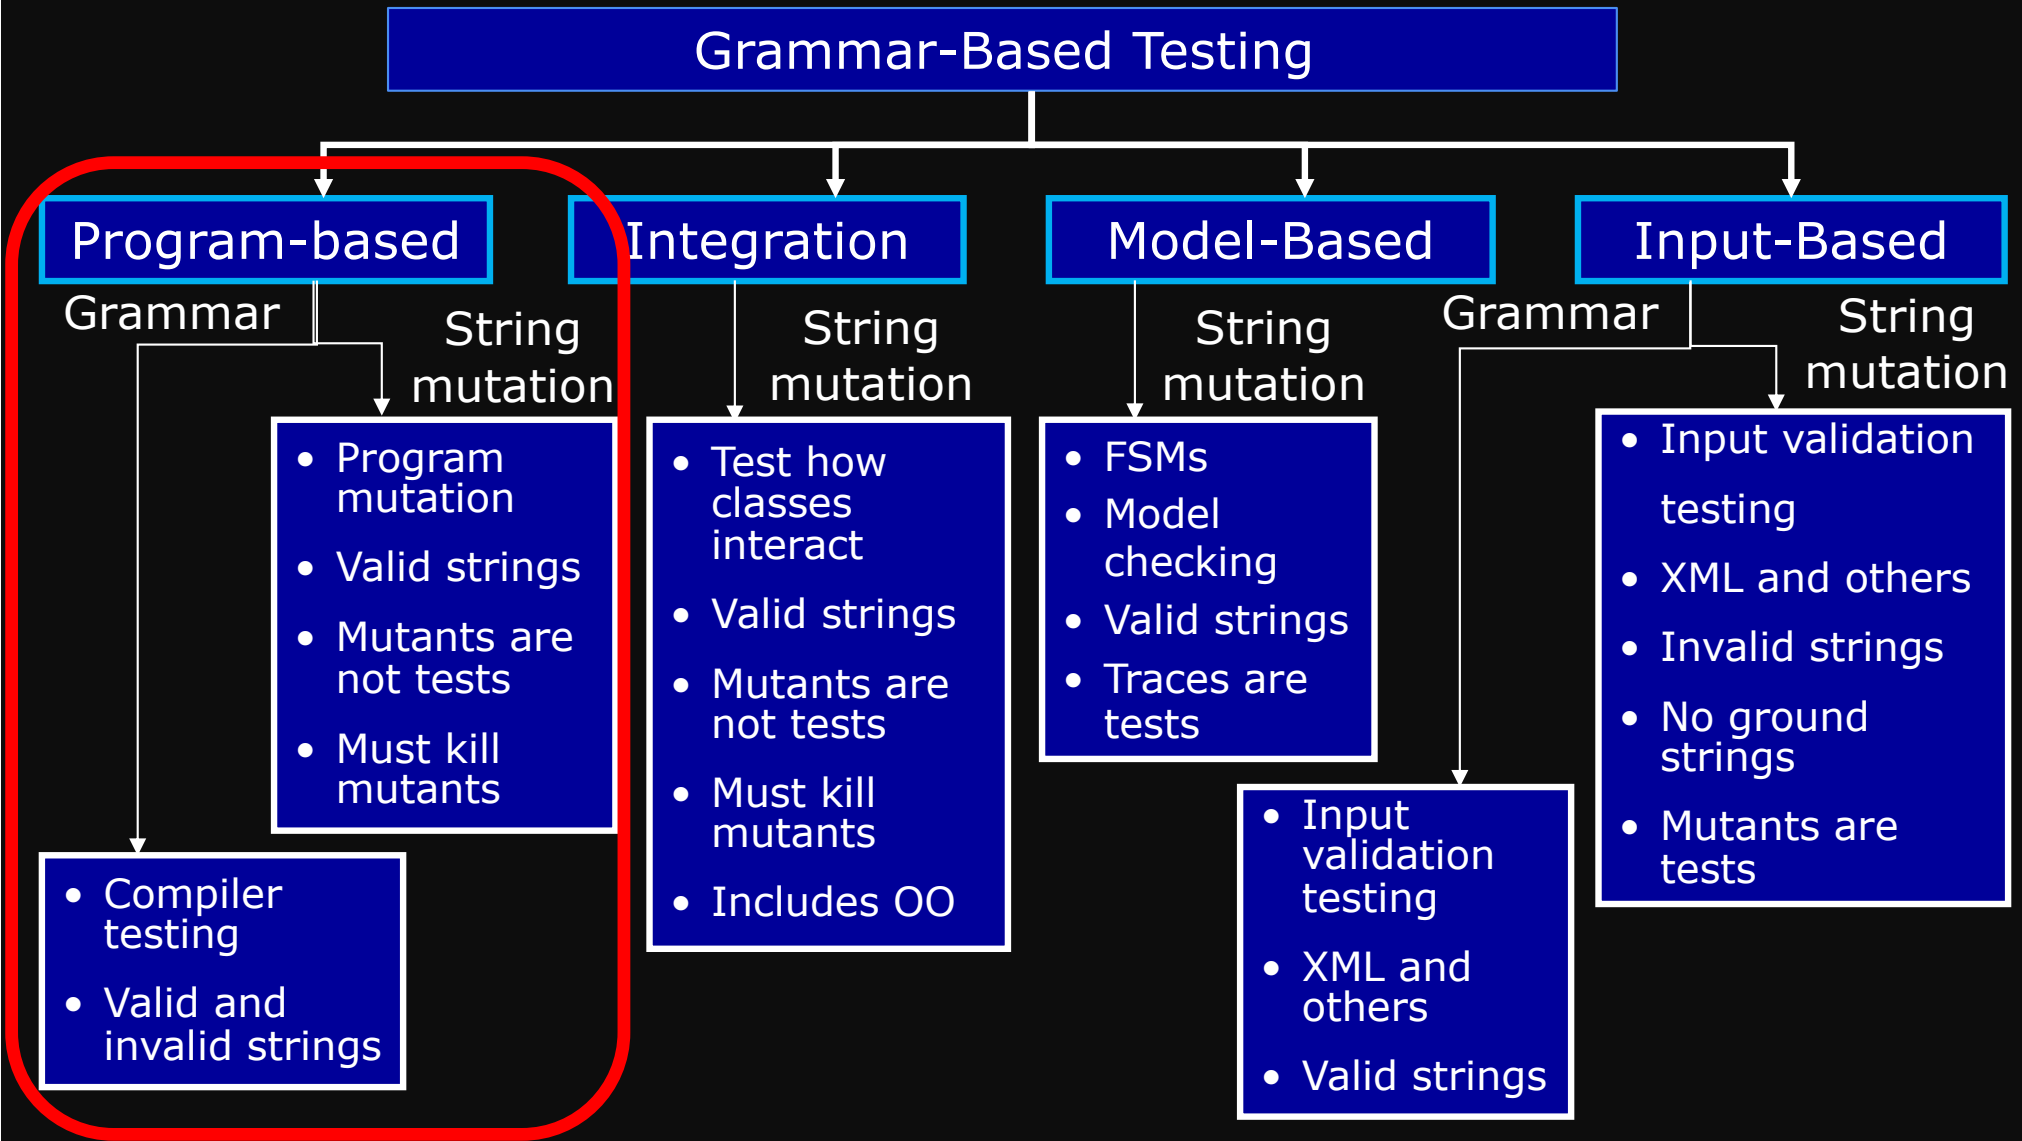 Grammar-Based Testing
Program-based
Grammar
String
mutation
• Program
mutation
• Valid strings
• Mutants are
not tests
• Must kill
mutants
• Compiler
testing
• Valid and
invalid strings
Integration
String
mutation
• Test how
classes
interact
• Valid strings
• Mutants are
not tests
• Must kill
mutants
• Includes OO
Model-Based
String
mutation
• FSMs
• Model
checking
• Valid strings
• Traces are
tests
Input-Based
Grammar
String
mutation
• Input
validation
testing
• XML and
others
• Valid strings
• Input validation
testing
• XML and others
• Invalid strings
• No ground
strings
• Mutants are
tests